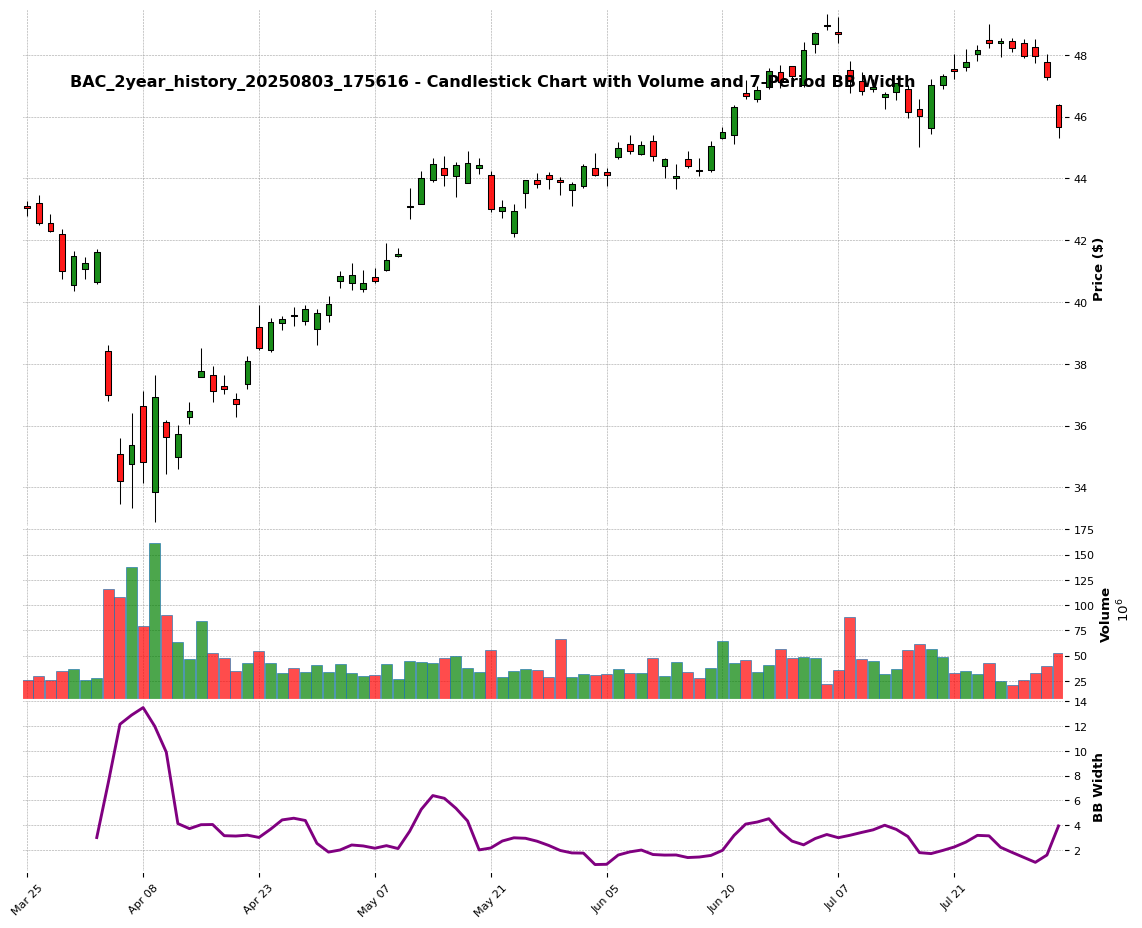 BAC_2year_history_20250803_175616 - Candlestick Chart with Volume and 7-Period BB Width
48
46
44
42
40
38
36
34
Price ($)
175
150
125
100
75
50
25
Volume
10^6
14
12
10
8
6
4
2
BB Width
Mar 25
Apr 08
Apr 23
May 07
May 21
Jun 05
Jun 20
Jul 07
Jul 21